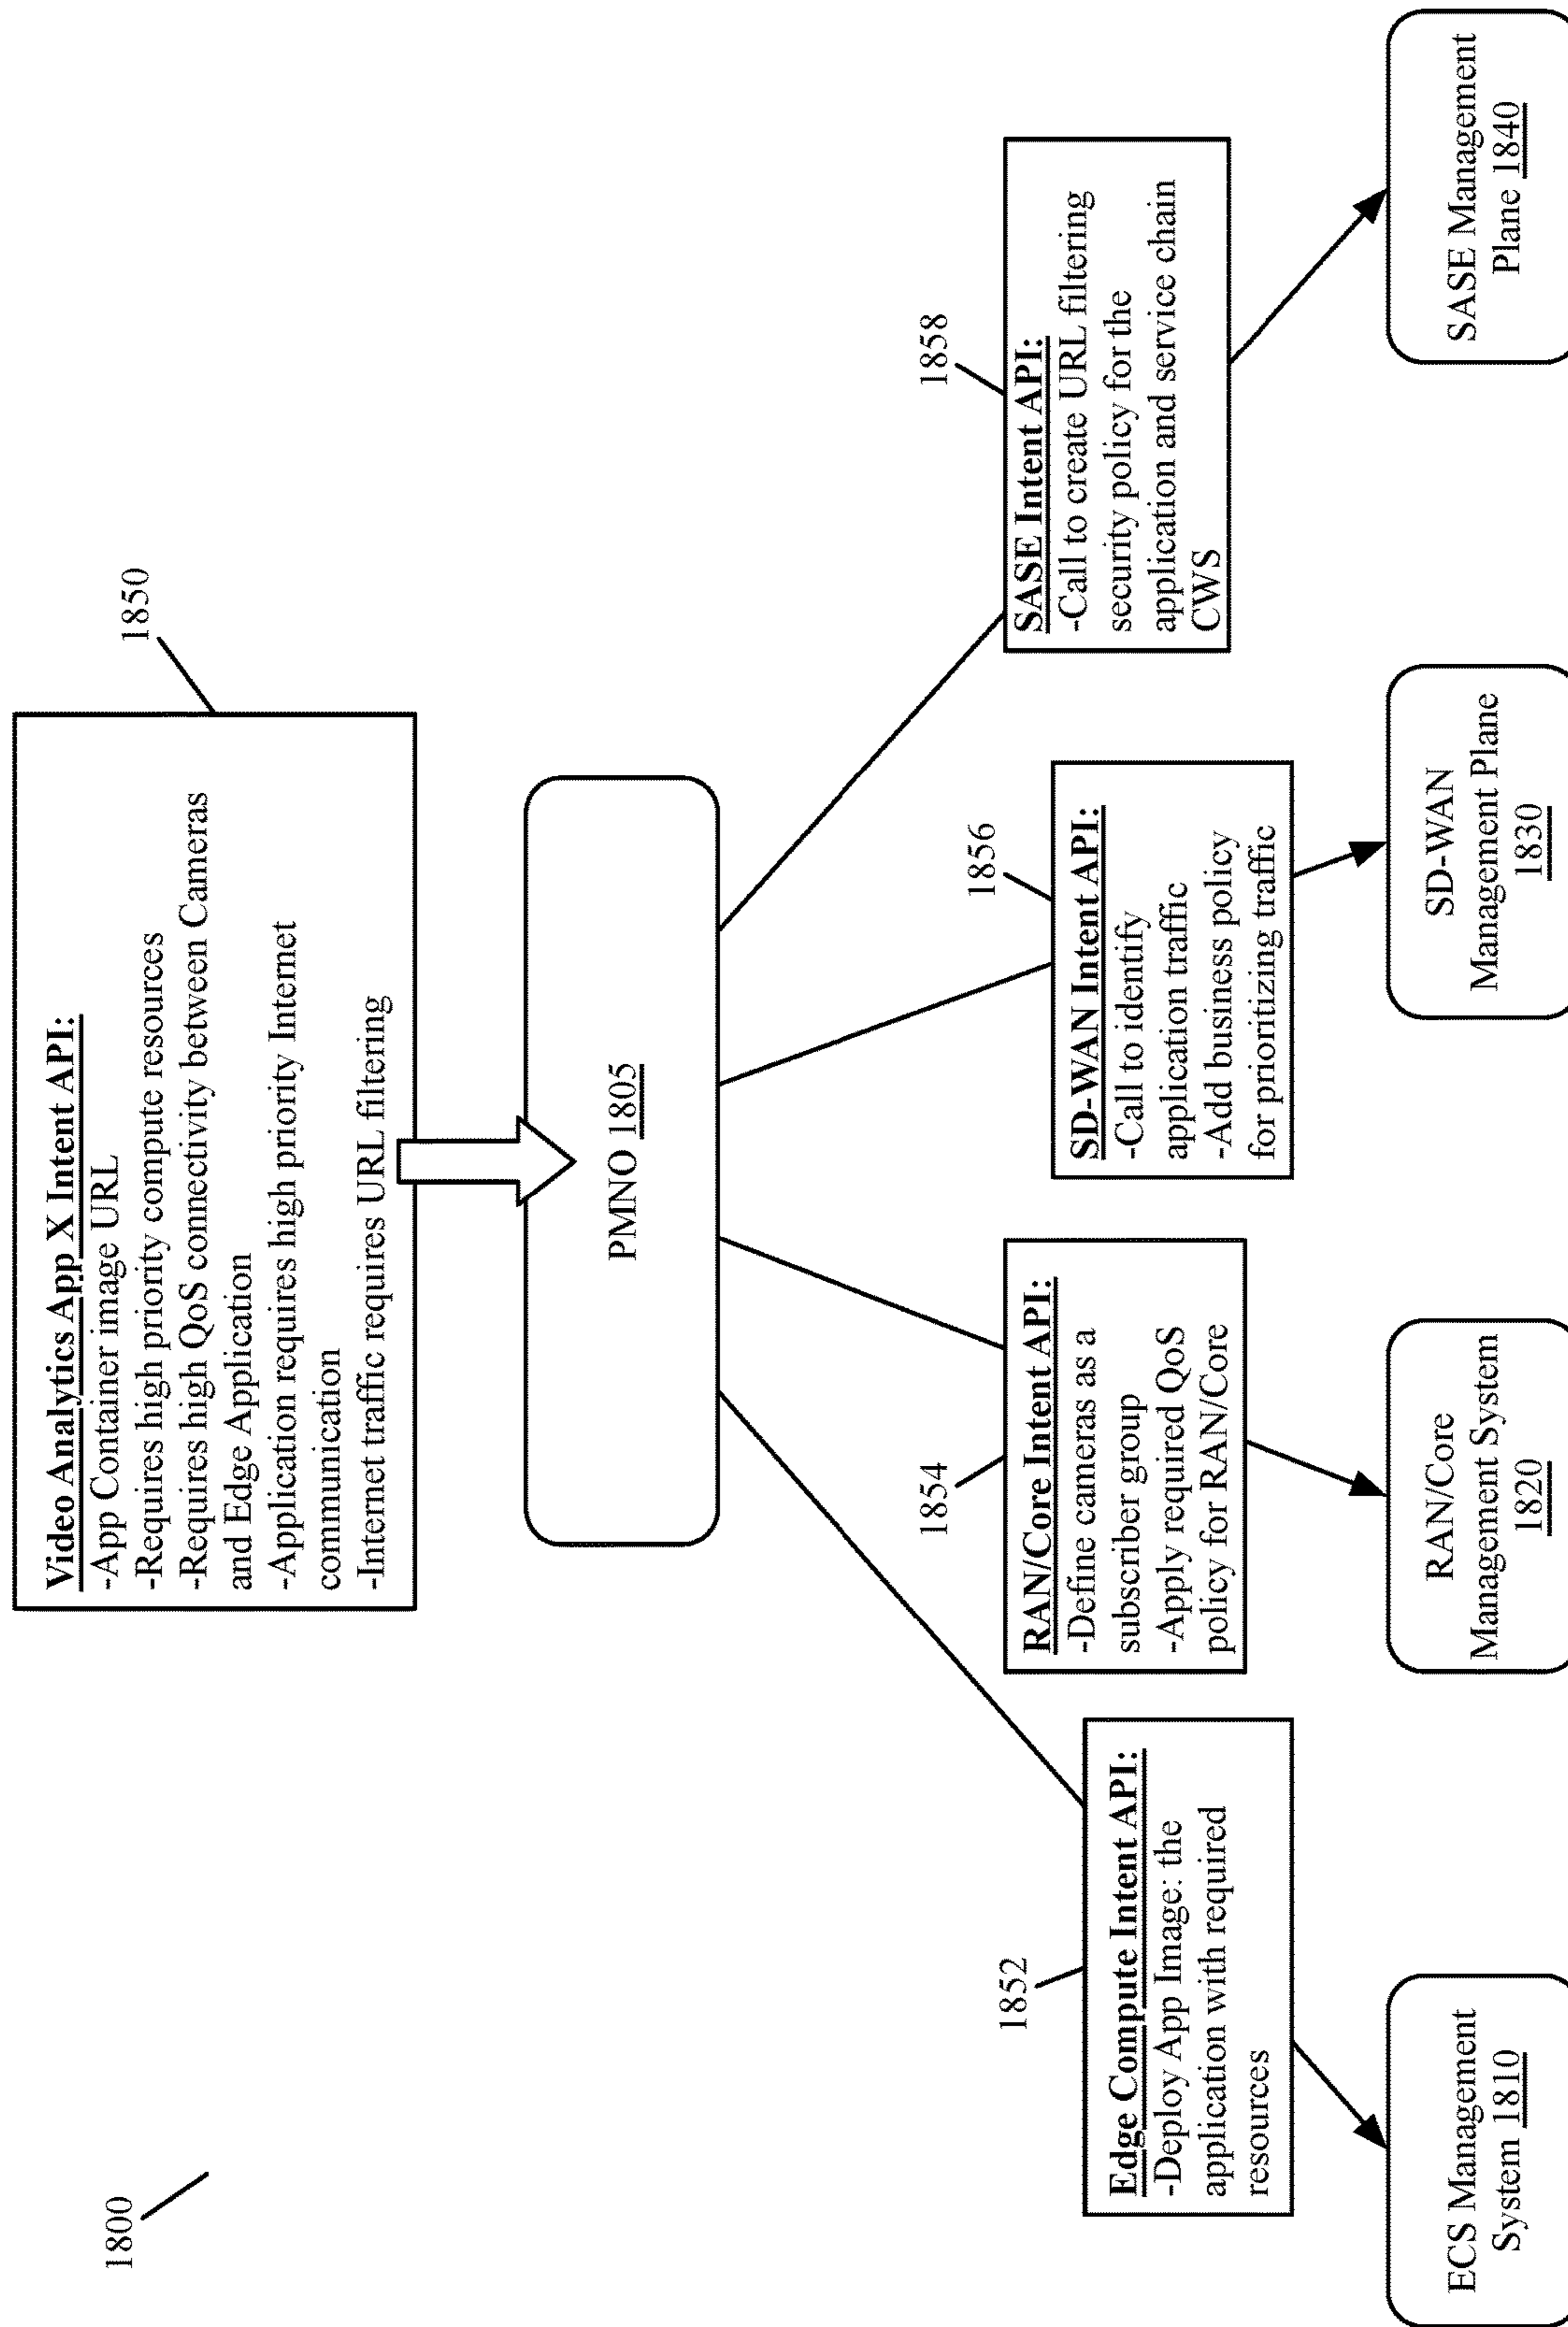 1800
1850
Video Analytics App X Intent API:
-App Container image URL
-Requires high priority compute resources
-Requires high QoS connectivity between Cameras
and Edge Application
-Application requires high priority Internet
communication
-Internet traffic requires URL filtering
PMNO 1805
1852
Edge Compute Intent API:
-Deploy App Image: the
application with required
resources
1854
RAN/Core Intent API:
-Define cameras as a
subscriber group
-Apply required QoS
policy for RAN/Core
1856
SD-WAN Intent API:
-Call to identify
application traffic
-Add business policy
for prioritizing traffic
1858
SASE Intent API:
-Call to create URL filtering
security policy for the
application and service chain
CWS
ECS Management
System 1810
RAN/Core
Management System
1820
SD-WAN
Management Plane
1830
SASE Management
Plane 1840